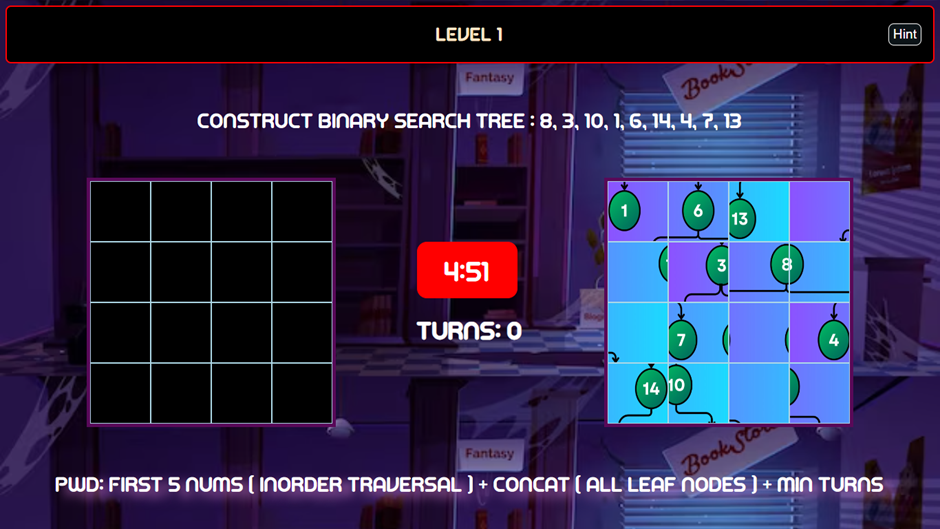 LEVEL 1
Hint
Fantasy
BookSto
CONSTRUCT BINARY SEARCH TREE : 8, 3, 10, 1, 6, 14, 4, 7, 13
1
6
13
3
8
4:51
TURNS: 0
7
4
14
10
Fantasy
BookStor
PWD: FIRST 5 NUMS ( INORDER TRAVERSAL ) + CONCAT ( ALL LEAF NODES ) + MIN TURNS